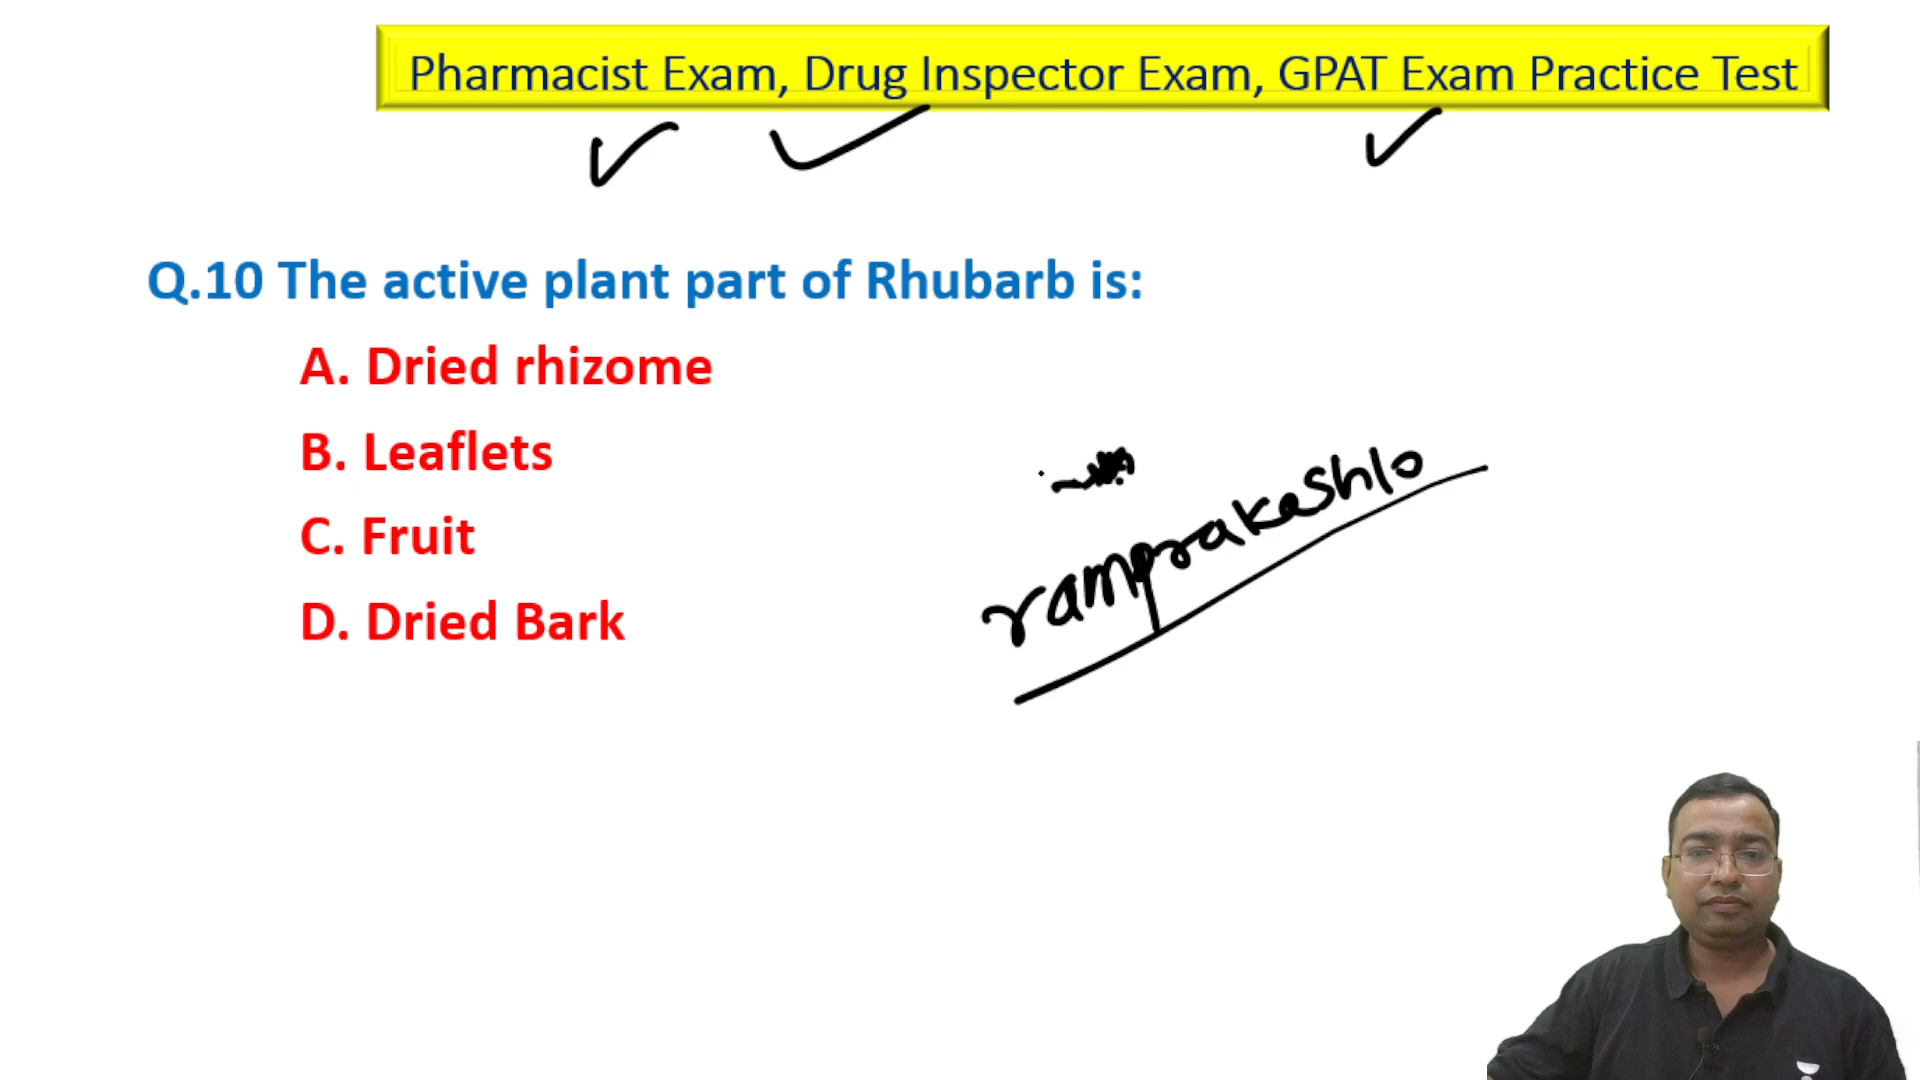 Pharmacist Exam, Drug Inspector Exam, GPAT Exam Practice Test
Q.10 The active plant part of Rhubarb is:
A. Dried rhizome
B. Leaflets
C. Fruit
D. Dried Bark
ramprakash10